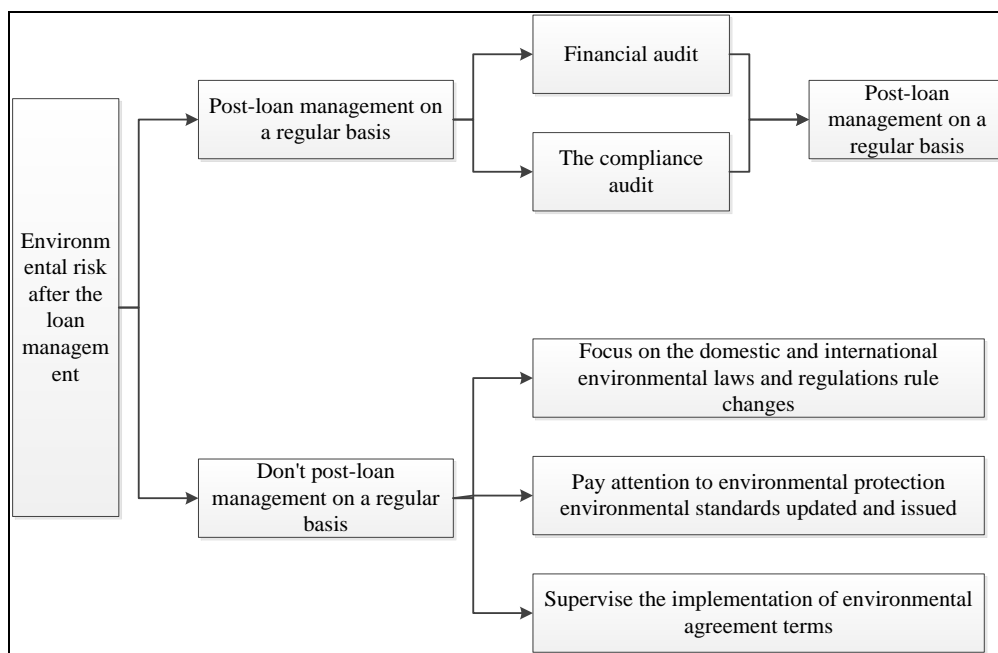 Environm
ental risk
after the
loan
managem
ent
Post-loan management on
a regular basis
Financial audit
The compliance
audit
Post-loan
management on a
regular basis
Don't post-loan
management on a regular
basis
Focus on the domestic and international
environmental laws and regulations rule
changes
Pay attention to environmental protection
environmental standards updated and issued
Supervise the implementation of environmental
agreement terms